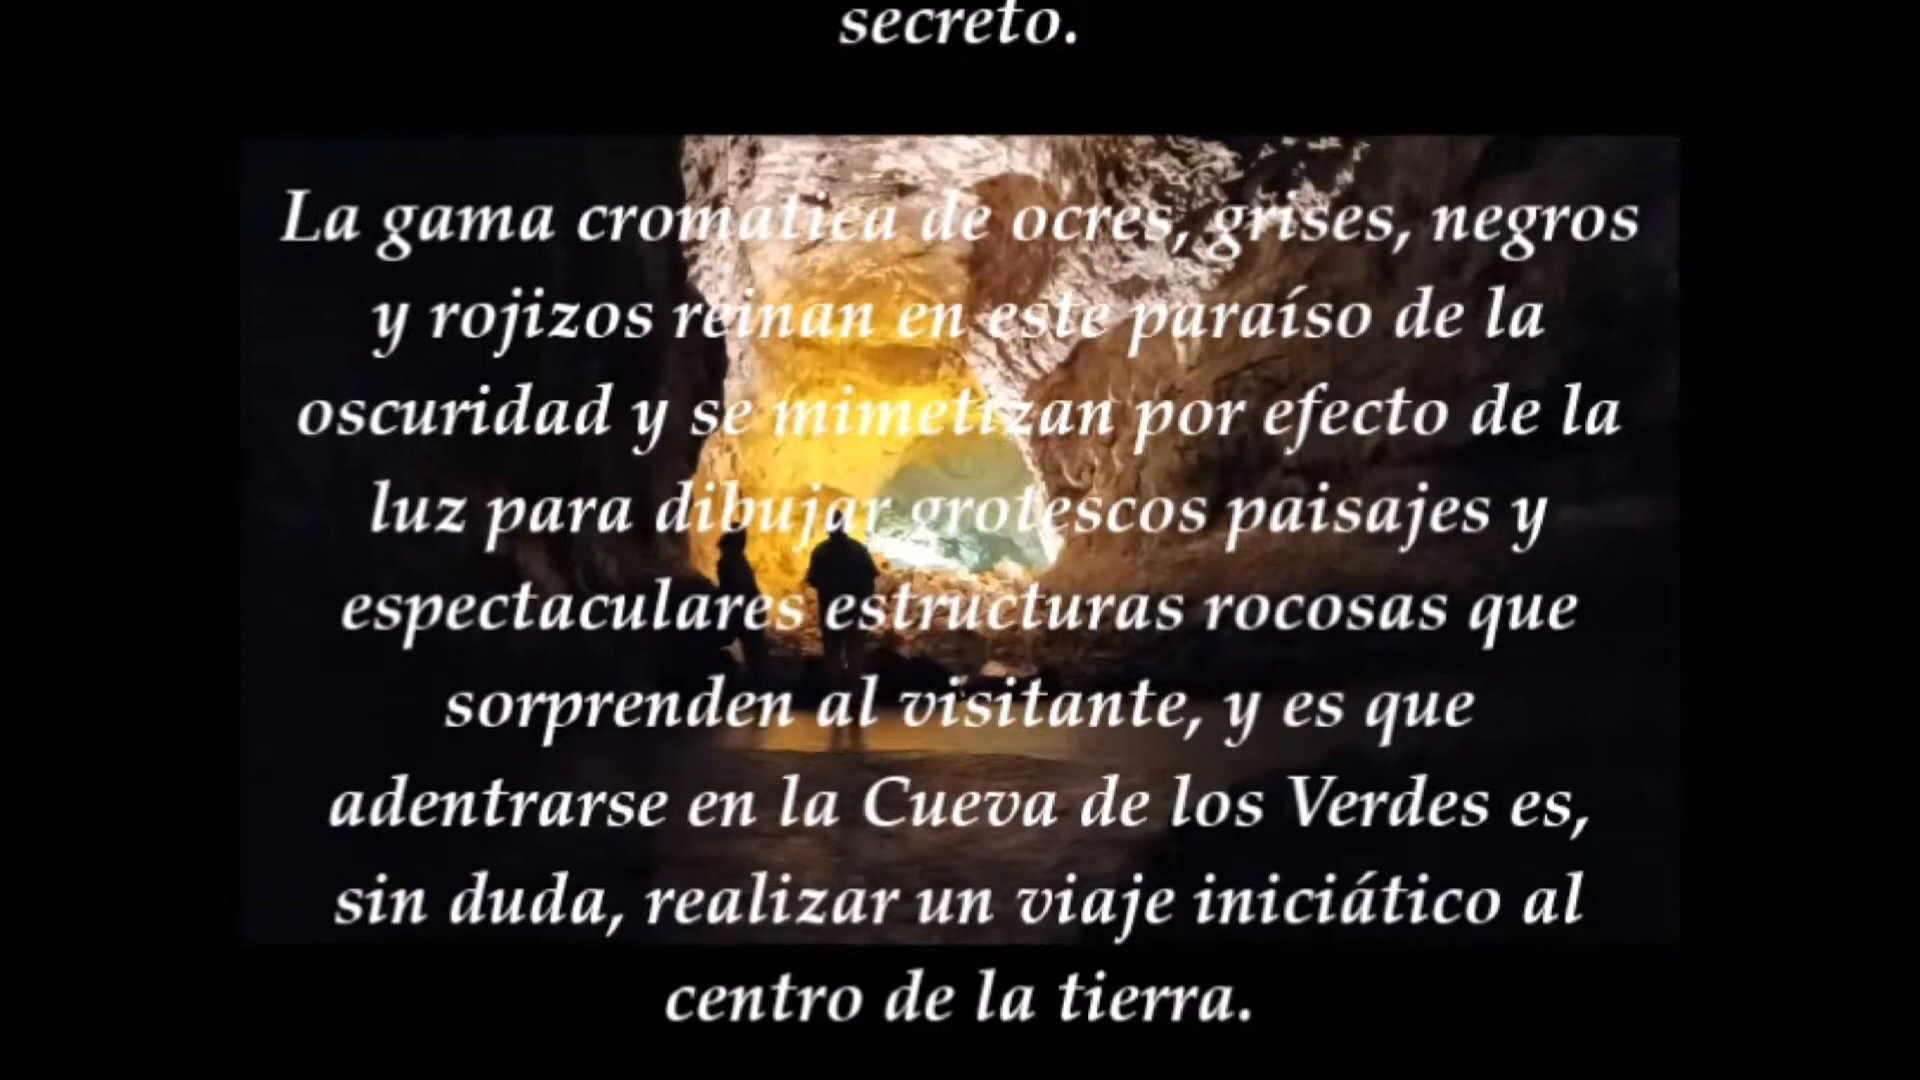 secreto.
La gama cromática de ocres, grises, negros
y rojizos reinan en este paraíso de la
oscuridad y se mimetizan por efecto de la
luz para dibujar grotescos paisajes y
espectaculares estructuras rocosas que
sorprenden al visitante, y es que
adentrarse en la Cueva de los Verdes es,
sin duda, realizar un viaje iniciático al
centro de la tierra.